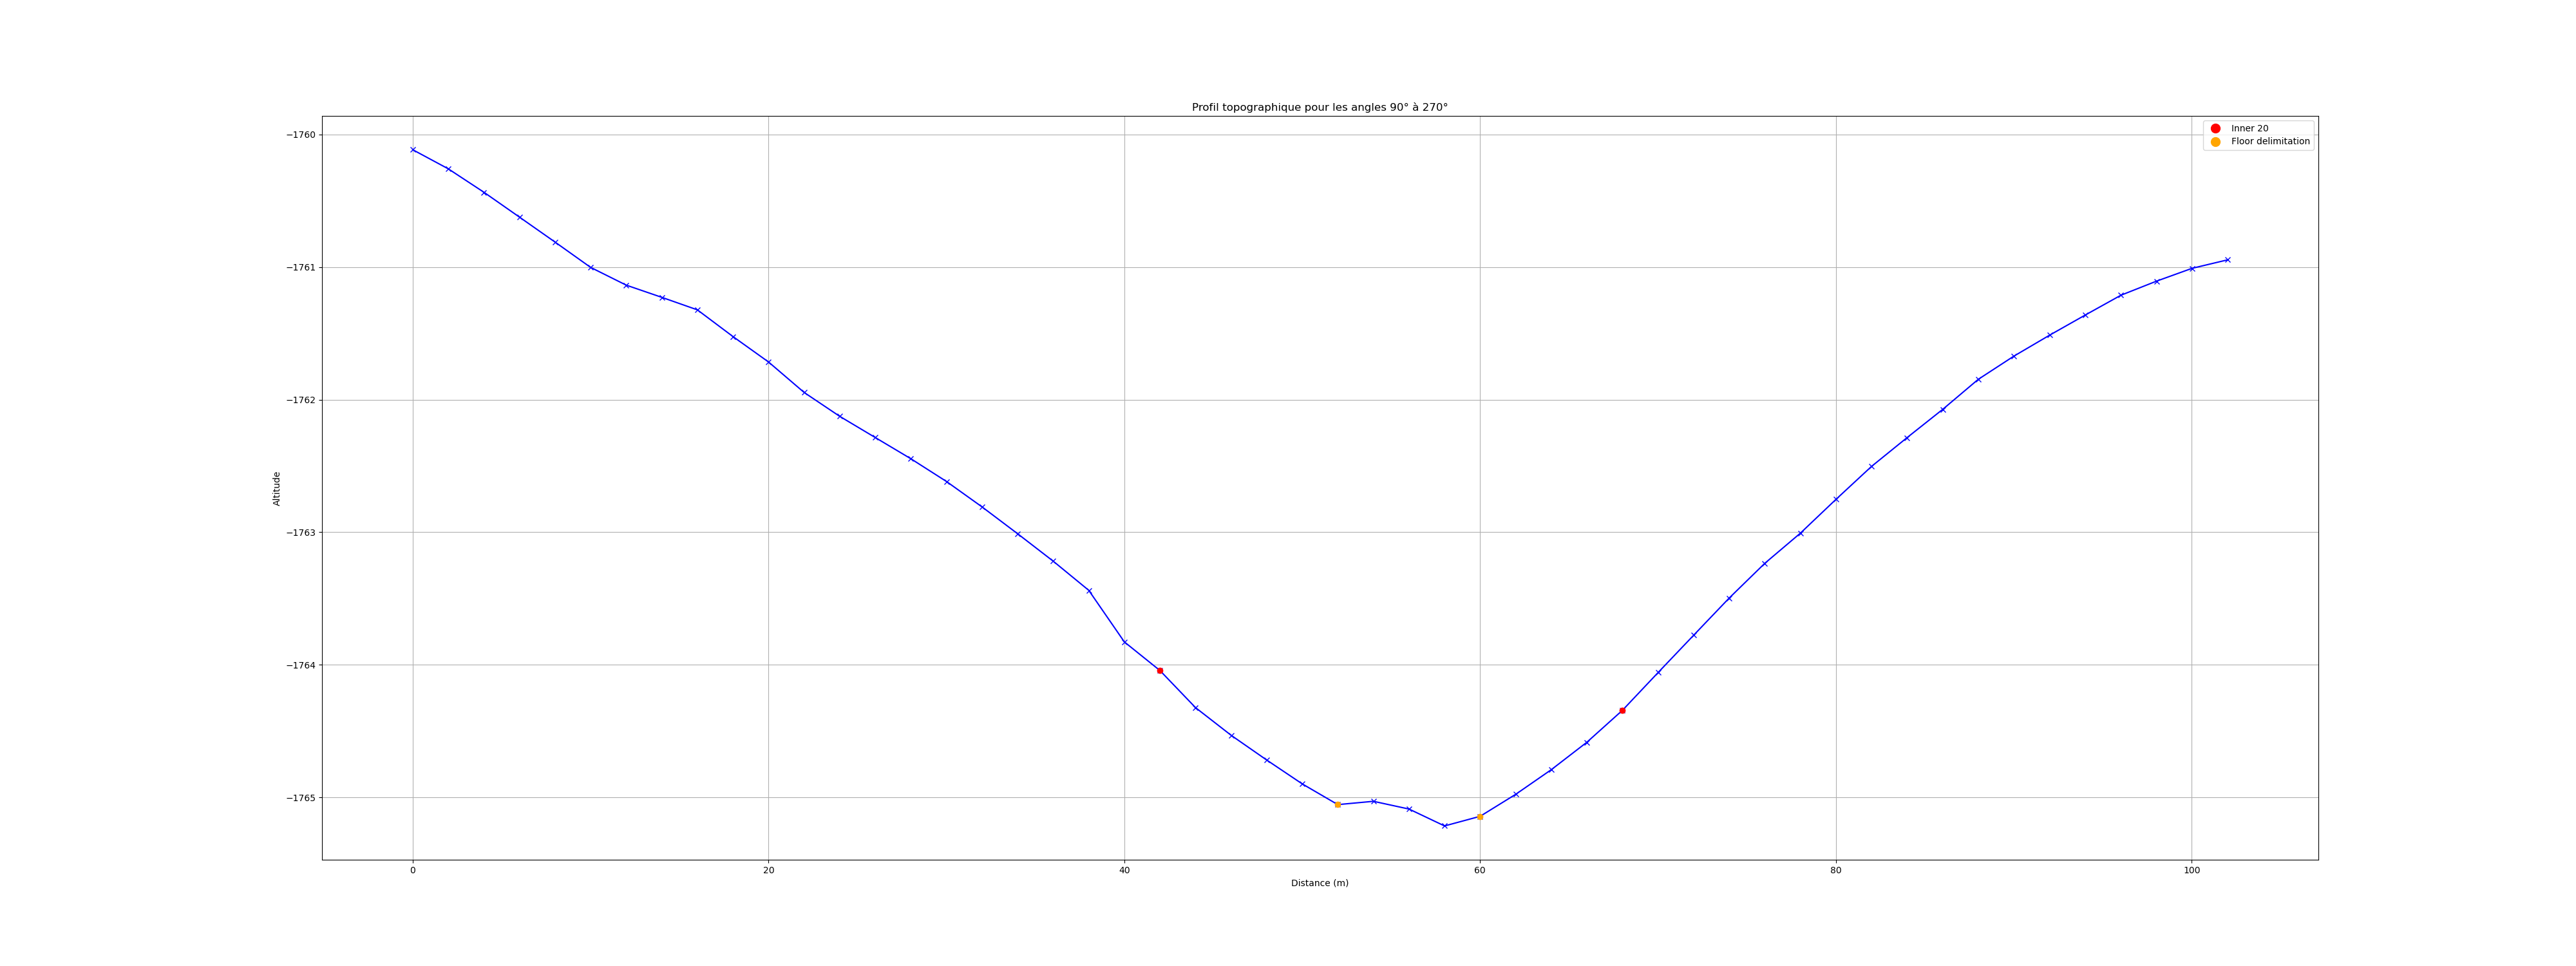 Profil topographique pour les angles 90° à 270°
Inner 20
Floor delimitation
−1760
−1761
−1762
−1763
−1764
−1765
Altitude
0 20 40 60 80 100
Distance (m)